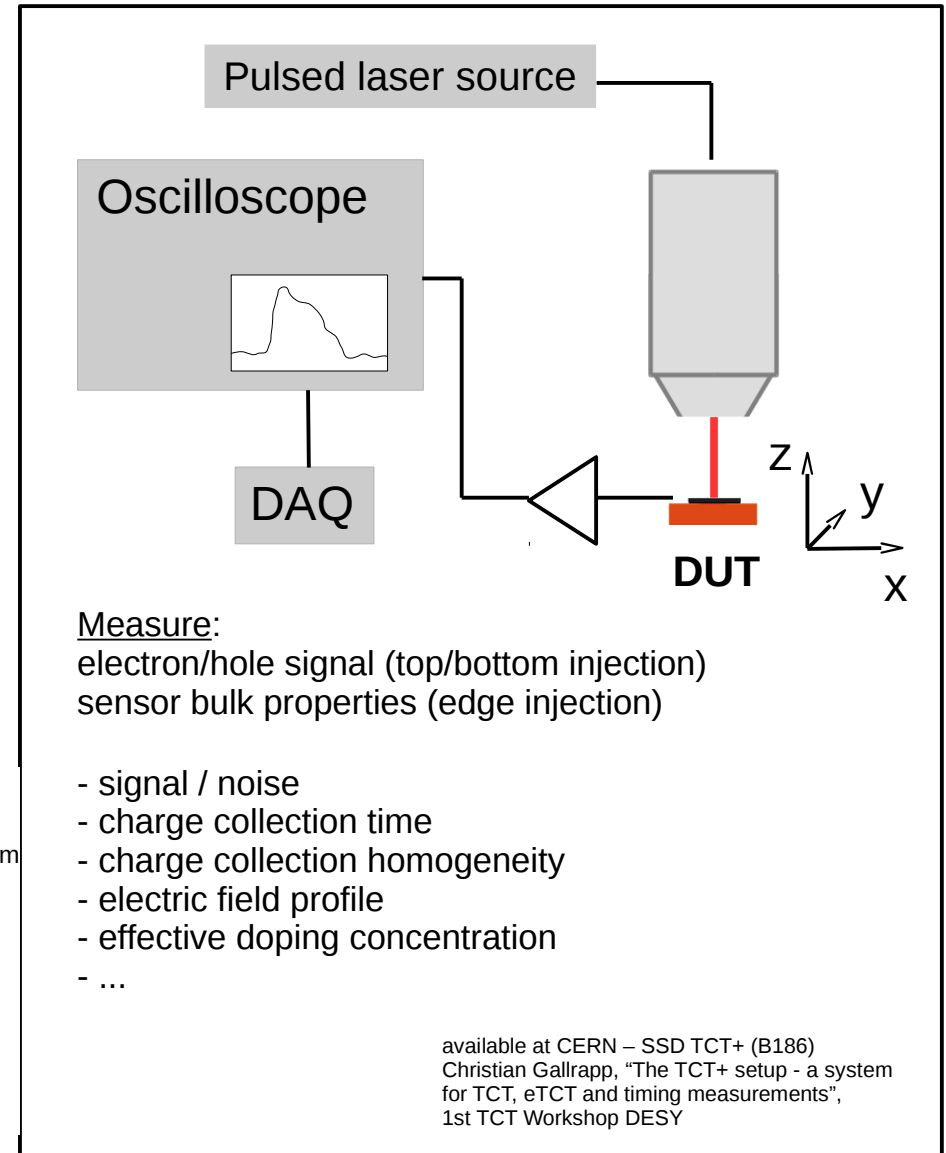 Pulsed laser source
Oscilloscope
DAQ
z
y
x
DUT
Measure:
electron/hole signal (top/bottom injection)
sensor bulk properties (edge injection)
- signal / noise
- charge collection time
m
- charge collection homogeneity
- electric field profile
- effective doping concentration
- ...
available at CERN – SSD TCT+ (B186)
Christian Gallrapp, “The TCT+ setup - a system
for TCT, eTCT and timing measurements”,
1st TCT Workshop DESY